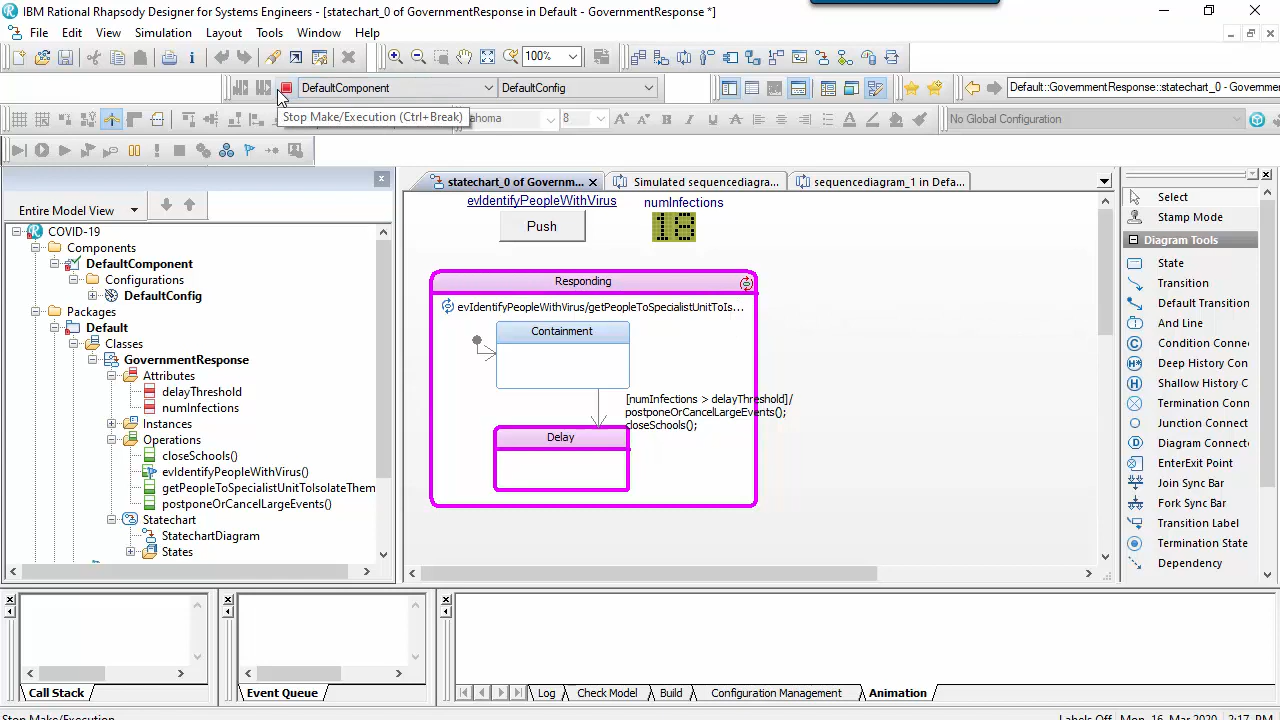 IBM Rational Rhapsody Designer for Systems Engineers - [statechart_0 of GovernmentResponse in Default - GovernmentResponse *]
File Edit View Simulation Layout Tools Window Help
100%
DefaultComponent DefaultConfig Default::GovernmentResponse::statechart_0 - Governme
Stop Make/Execution (Ctrl+Break) ahoma 8 No Global Configuration
Entire Model View
COVID-19
Components
DefaultComponent
Configurations
DefaultConfig
Packages
Default
Classes
GovernmentResponse
Attributes
delayThreshold
numInfections
Instances
Operations
closeSchools()
evIdentifyPeopleWithVirus()
getPeopleToSpecialistUnitToIsolateThem
postponeOrCancelLargeEvents()
Statechart
StatechartDiagram
States
statechart_0 of Governm... Simulated sequencediagra... sequencediagram_1 in Defa...
evIdentifyPeopleWithVirus numInfections
Push 18
Responding
evIdentifyPeopleWithVirus/getPeopleToSpecialistUnitToIs...
Containment
[numInfections > delayThreshold]/
postponeOrCancelLargeEvents();
closeSchools();
Delay
Select
Stamp Mode
Diagram Tools
State
Transition
Default Transition
And Line
Condition Conne
Deep History Con
Shallow History C
Termination Conn
Junction Connect
Diagram Connect
EnterExit Point
Join Sync Bar
Fork Sync Bar
Transition Label
Termination State
Dependency
Call Stack Event Queue Log Check Model Build Configuration Management Animation
Stop Make/Execution Labels Off Mon, 16, Mar 2020 2:17 PM